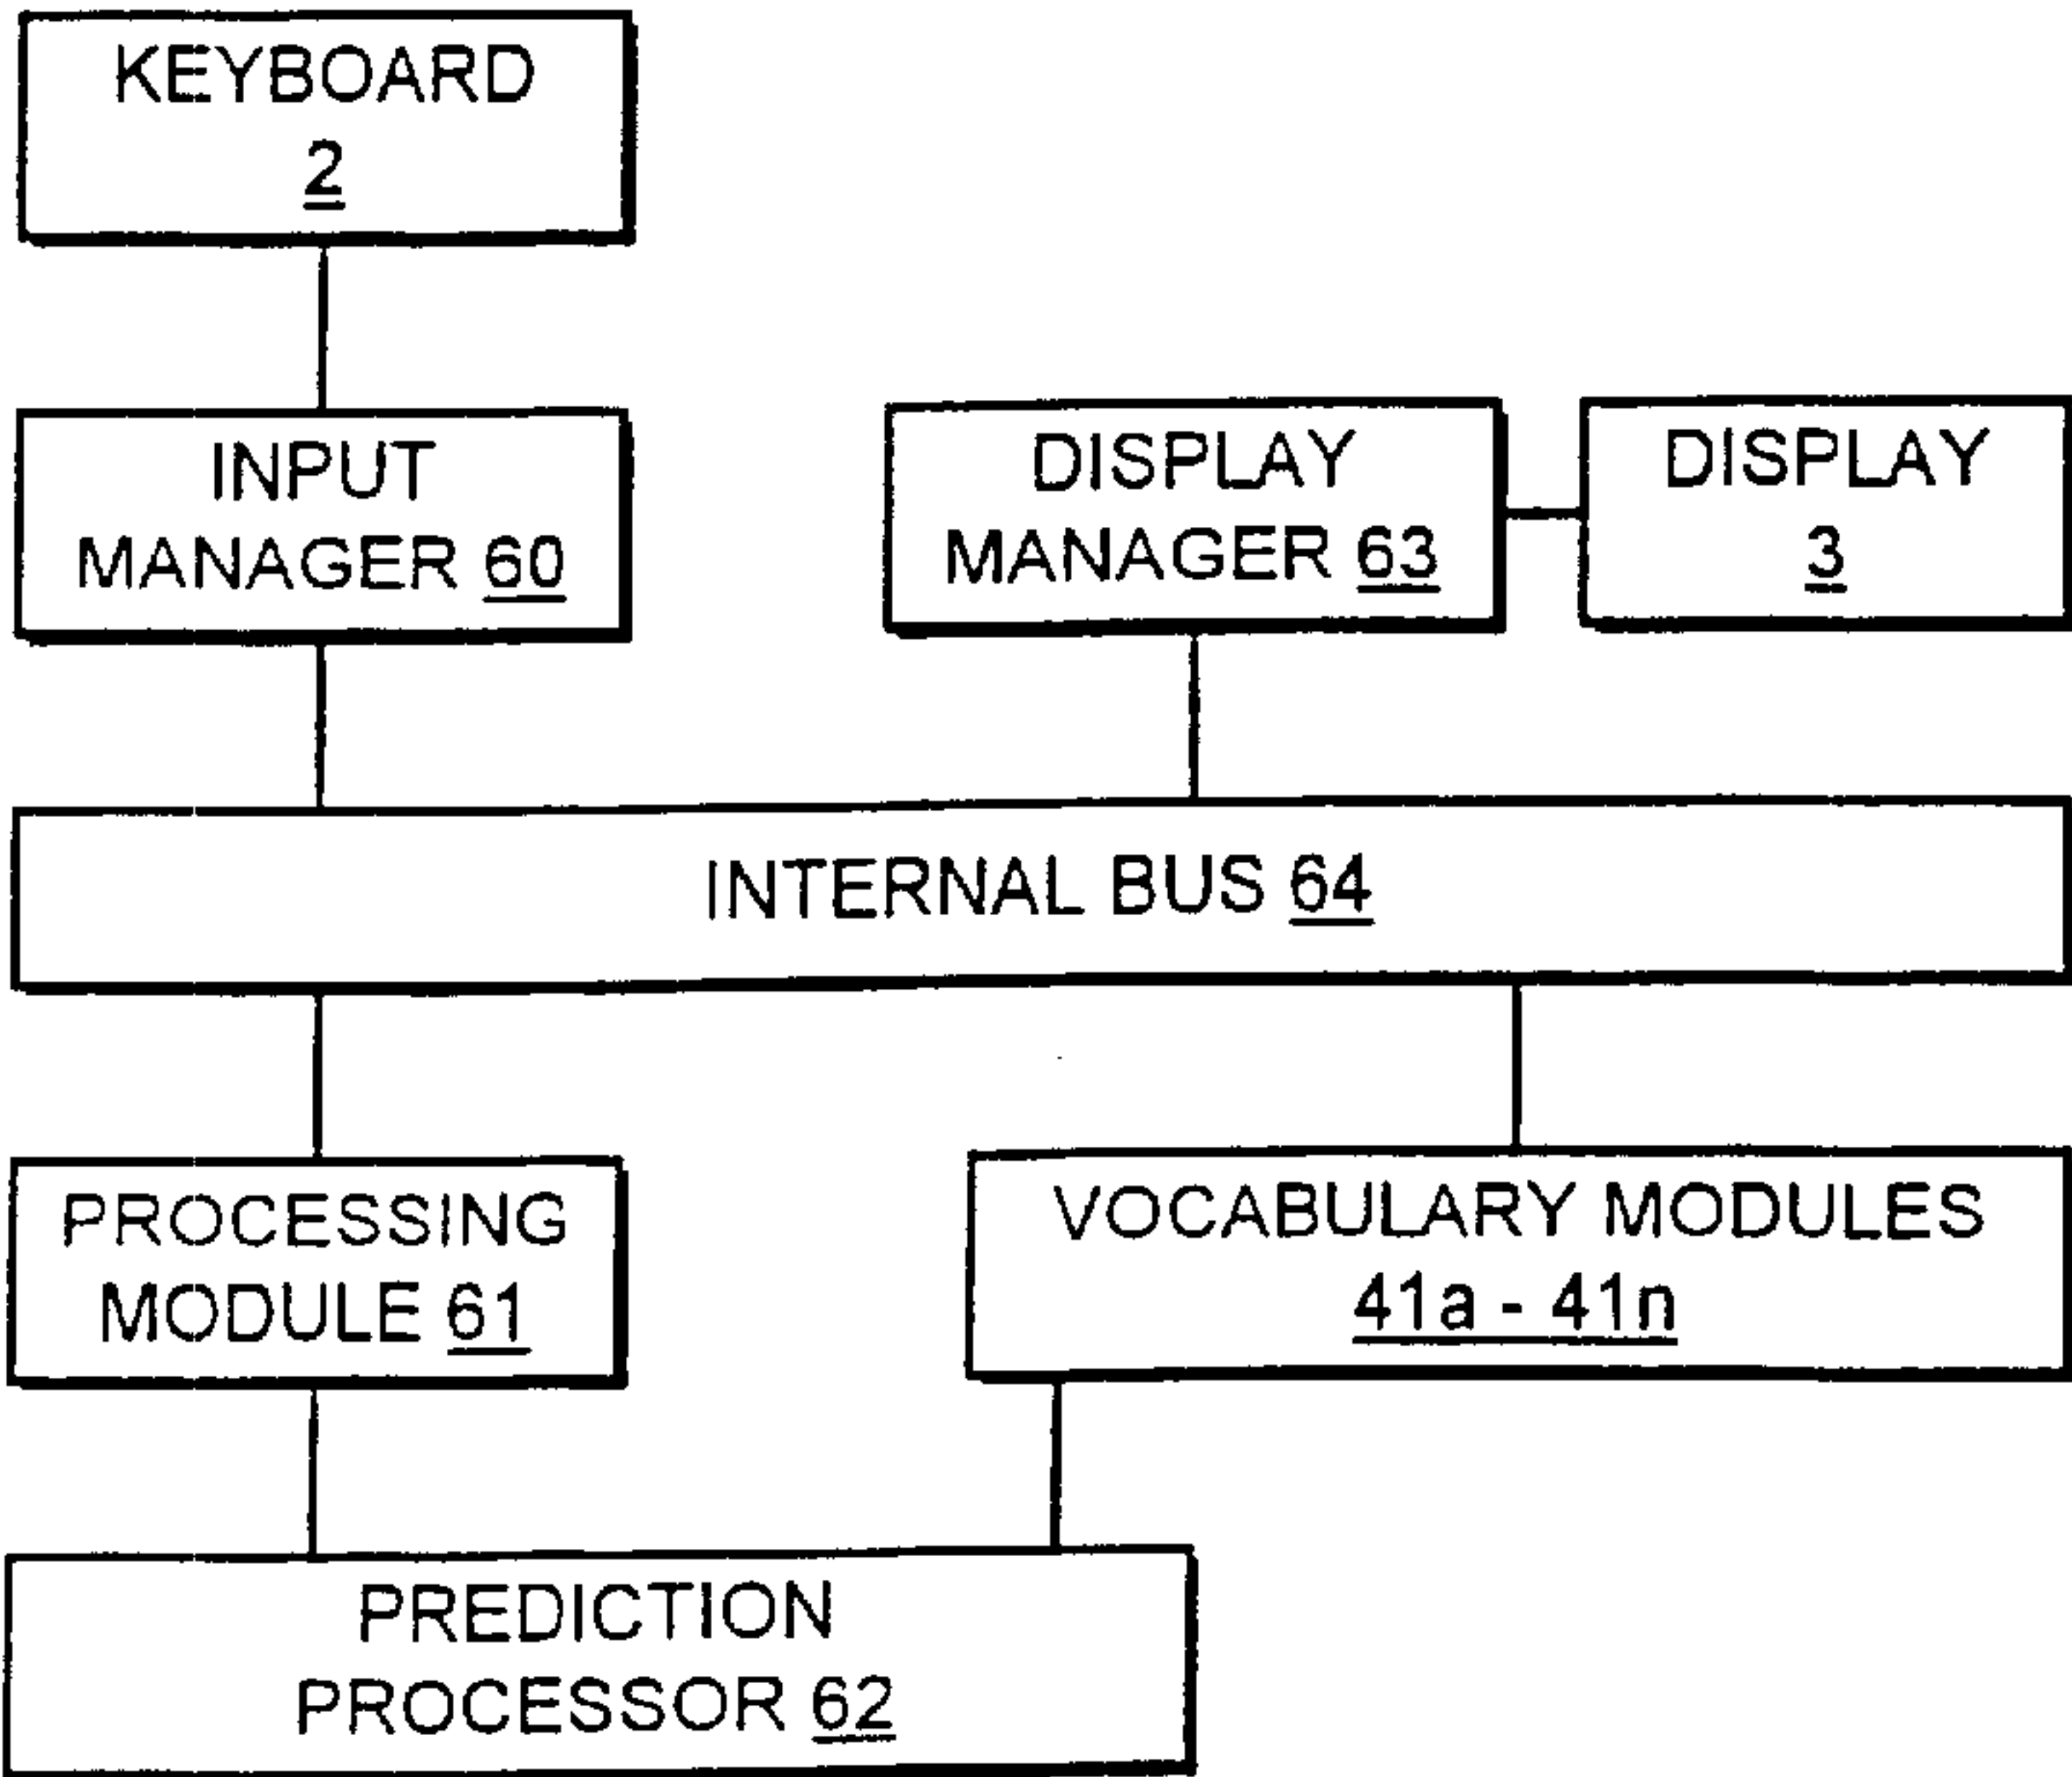 KEYBOARD
2
INPUT
MANAGER 60
DISPLAY
MANAGER 63
DISPLAY
3
INTERNAL BUS 64
PROCESSING
MODULE 61
VOCABULARY MODULES
41a - 41n
PREDICTION
PROCESSOR 62